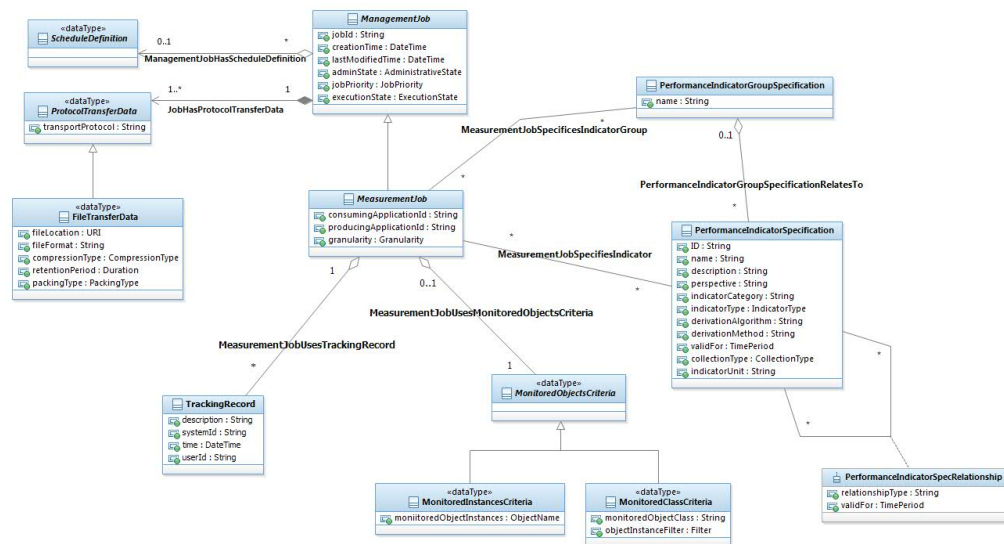 «dataType»
ScheduleDefinition
0..1
*
ManagementJobHasScheduleDefinition
ManagementJob
jobId : String
creationTime : DateTime
lastModifiedTime : DateTime
adminState : AdministrativeState
jobPriority : JobPriority
executionState : ExecutionState
«dataType»
ProtocolTransferData
transportProtocol : String
1..*
1
JobHasProtocolTransferData
PerformanceIndicatorGroupSpecification
name : String
MeasurementJobSpecificesIndicatorGroup
*
*
0..1
PerformanceIndicatorGroupSpecificationRelatesTo
*
«dataType»
FileTransferData
fileLocation : URI
fileFormat : String
compressionType : CompressionType
retentionPeriod : Duration
packingType : PackingType
MeasurementJob
consumingApplicationId : String
producingApplicationId : String
granularity : Granularity
*
MeasurementJobSpecifiesIndicator
*
PerformanceIndicatorSpecification
ID : String
name : String
description : String
perspective : String
indicatorCategory : String
indicatorType : IndicatorType
derivationAlgorithm : String
derivationMethod : String
validFor : TimePeriod
collectionType : CollectionType
indicatorUnit : String
1
0..1
MeasurementJobUsesMonitoredObjectsCriteria
MeasurementJobUsesTrackingRecord
*
1
*
*
TrackingRecord
description : String
systemId : String
time : DateTime
userId : String
«dataType»
MonitoredObjectsCriteria
«dataType»
MonitoredInstancesCriteria
moniitoredObjectInstances : ObjectName
«dataType»
MonitoredClassCriteria
monitoredObjectClass : String
objectInstanceFilter : Filter
PerformanceIndicatorSpecRelationship
relationshipType : String
validFor : TimePeriod